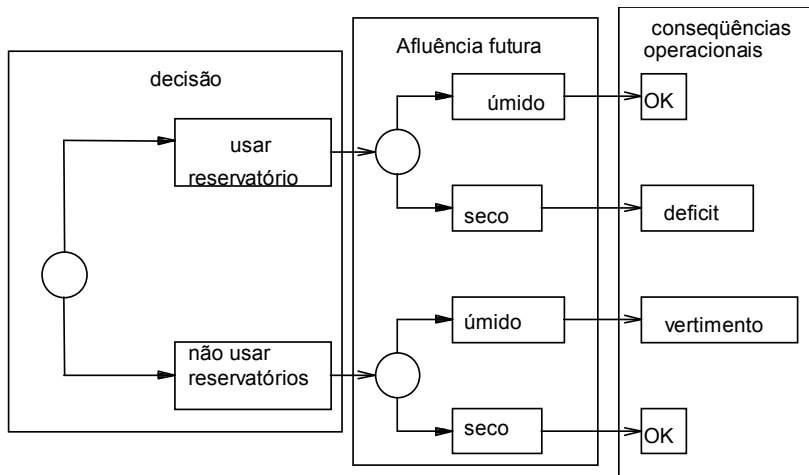 decisão
usar
reservatório
não usar
reservatórios
Afluência futura
úmido
seco
úmido
seco
conseqüências
operacionais
OK
deficit
vertimento
OK